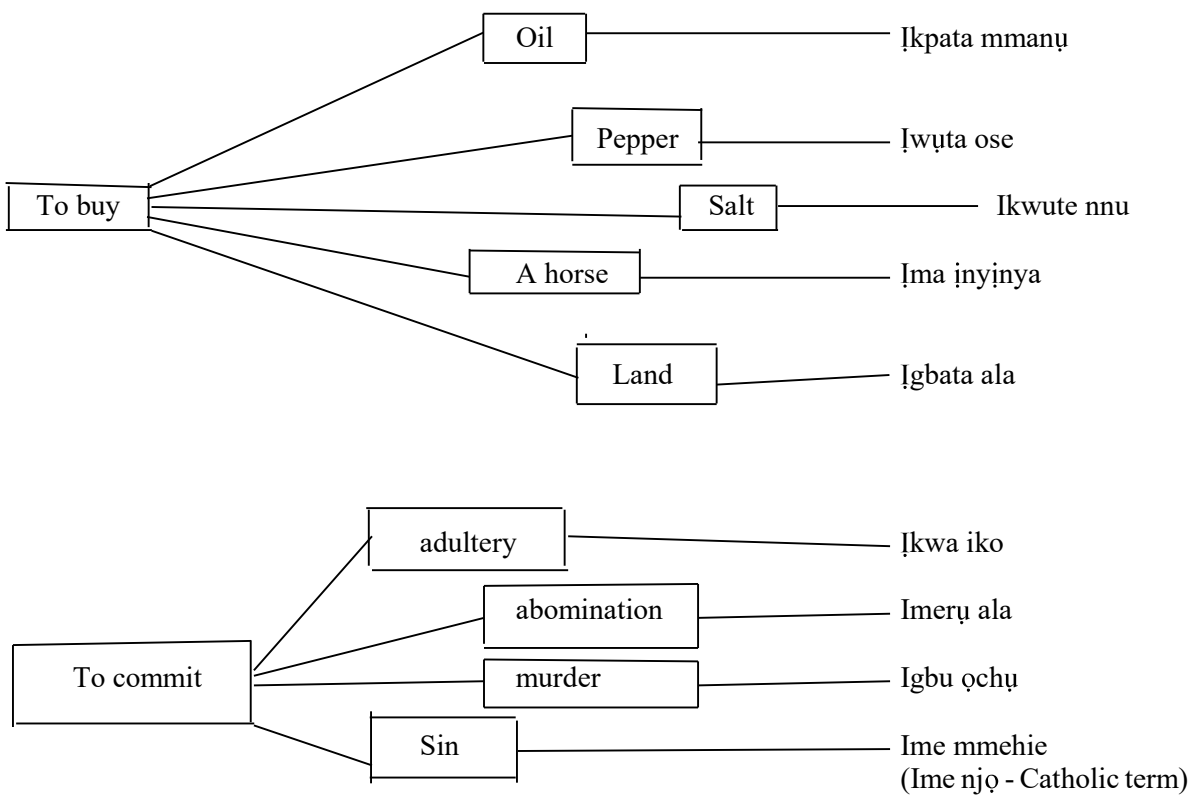 Oil
Ịkpata mmanụ
Pepper
Ịwụta ose
To buy
Salt
Ikwute nnu
A horse
Ịma ịnyịnya
Land
Ịgbata ala
adultery
Ịkwa iko
abomination
Imerụ ala
To commit
murder
Igbu ọchụ
Sin
Ime mmehie
(Ime njọ - Catholic term)